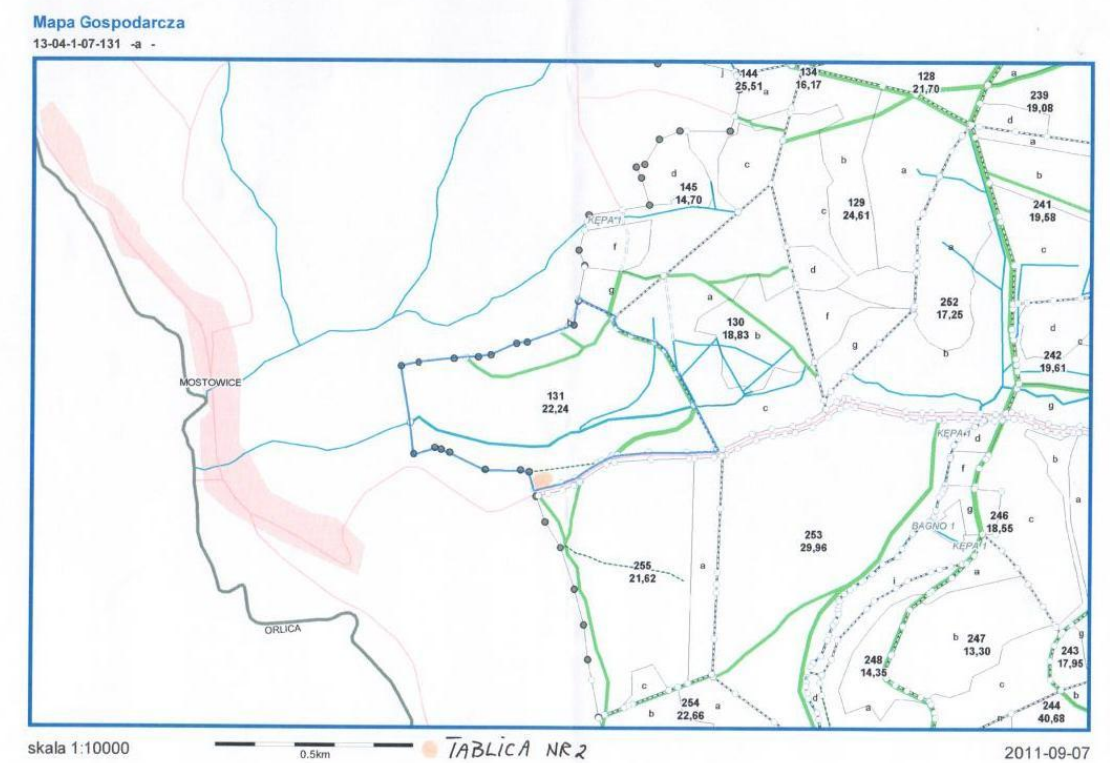 Mapa Gospodarcza
13-04-1-07-131 -a -
144
25,51
a
j
134
16,17
128
21,70
a
239
19,08
d
a
b
241
19,58
c
d
145
14,70
c
b
129
24,61
c
a
KĘPA 1
f
g
d
a
252
17,25
b
f
g
a
130
18,83
b
c
d
c
242
19,61
g
MOSTOWICE
131
22,24
KĘPA 1
d
f
b
a
c
g
246
18,55
BAGNO 1
KĘPA 1
253
29,96
255
21,62
a
i
a
b
247
13,30
248
14,35
a
c
g
243
17,95
b
244
40,68
d
ORLICA
c
b
254
22,66
a
skala 1:10000
0.5km
TABLICA NR 2
2011-09-07